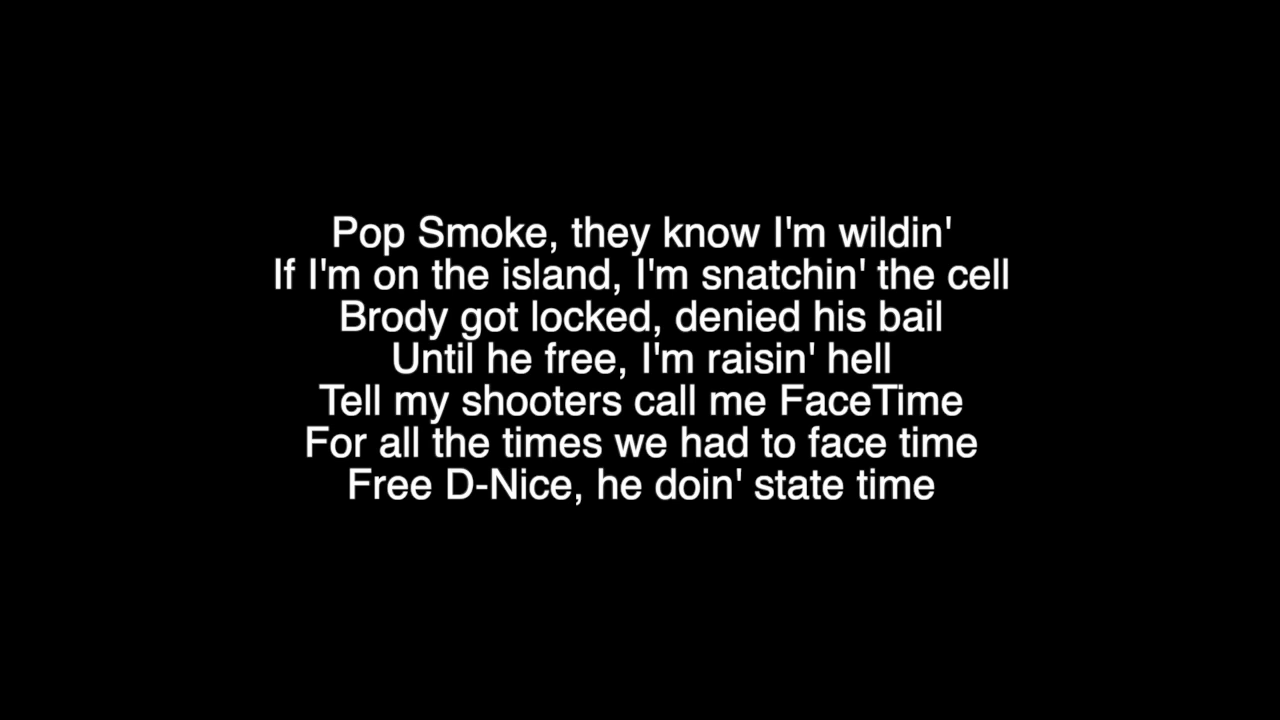 Pop Smoke, they know I'm wildin'
If I'm on the island, I'm snatchin' the cell
Brody got locked, denied his bail
Until he free, I'm raisin' hell
Tell my shooters call me FaceTime
For all the times we had to face time
Free D-Nice, he doin' state time